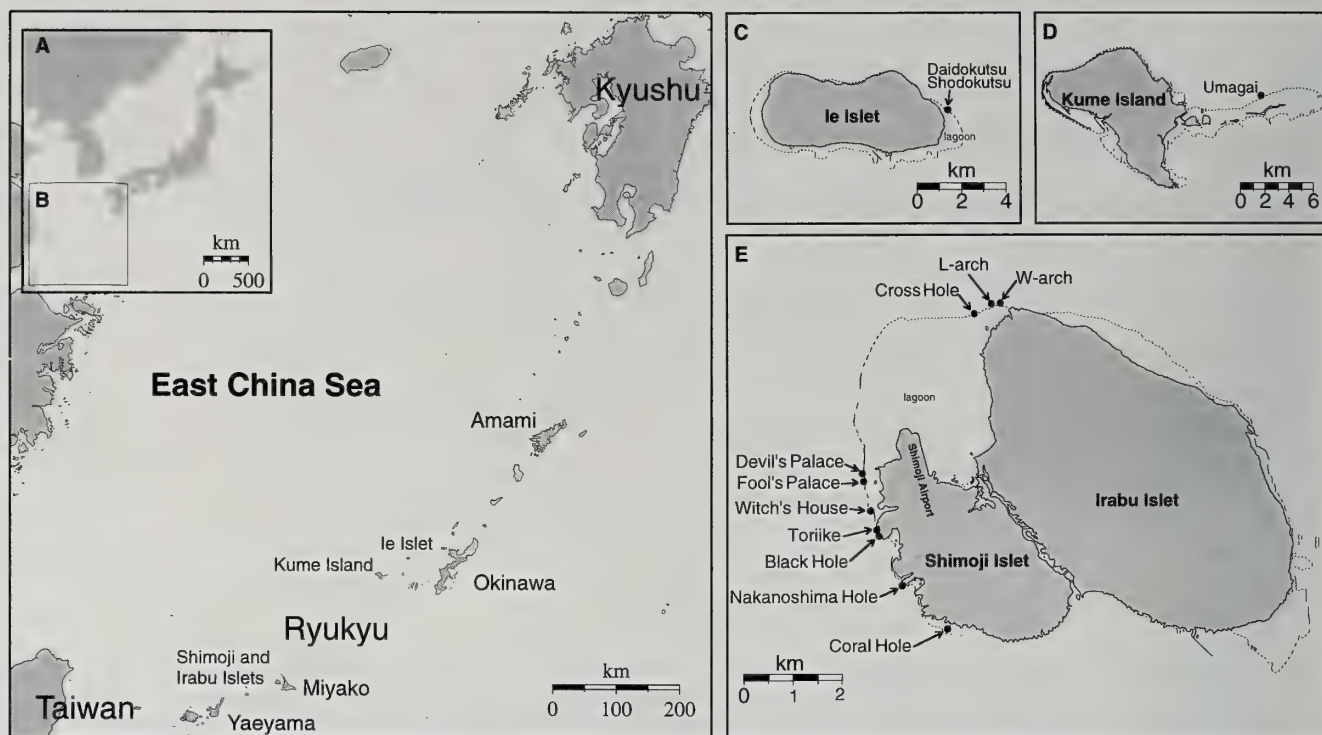 A
B
km
0 500
Kyushu
East China Sea
Amami
Ie Islet
Kume Island
Okinawa
Ryukyu
Shimoji and
Irabu Islets
Miyako
Taiwan
Yaeyama
km
0 100 200
C
Daidokutsu
Shodokutsu
Ie Islet
lagoon
km
0 2 4
D
Umagai
Kume Island
km
0 2 4 6
E
L-arch
W-arch
Cross Hole
lagoon
Devil's Palace
Fool's Palace
Shimoji Airport
Witch's House
Irabu Islet
Toriike
Black Hole
Shimoji Islet
Nakanoshima Hole
Coral Hole
km
0 1 2